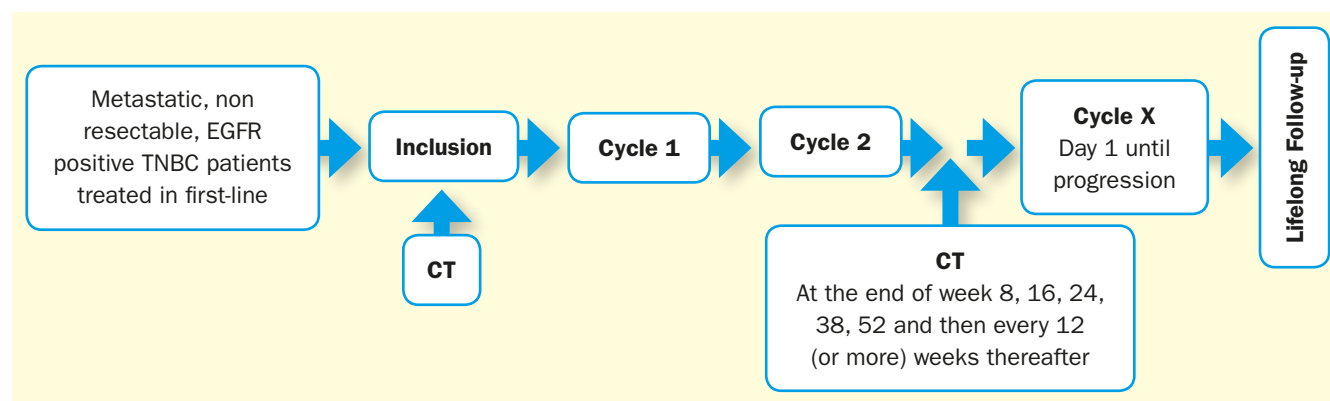 Metastatic, non
resectable, EGFR
positive TNBC patients
treated in first-line
Inclusion
CT
Cycle 1
Cycle 2
CT
At the end of week 8, 16, 24,
38, 52 and then every 12
(or more) weeks thereafter
Cycle X
Day 1 until
progression
Lifelong Follow-up